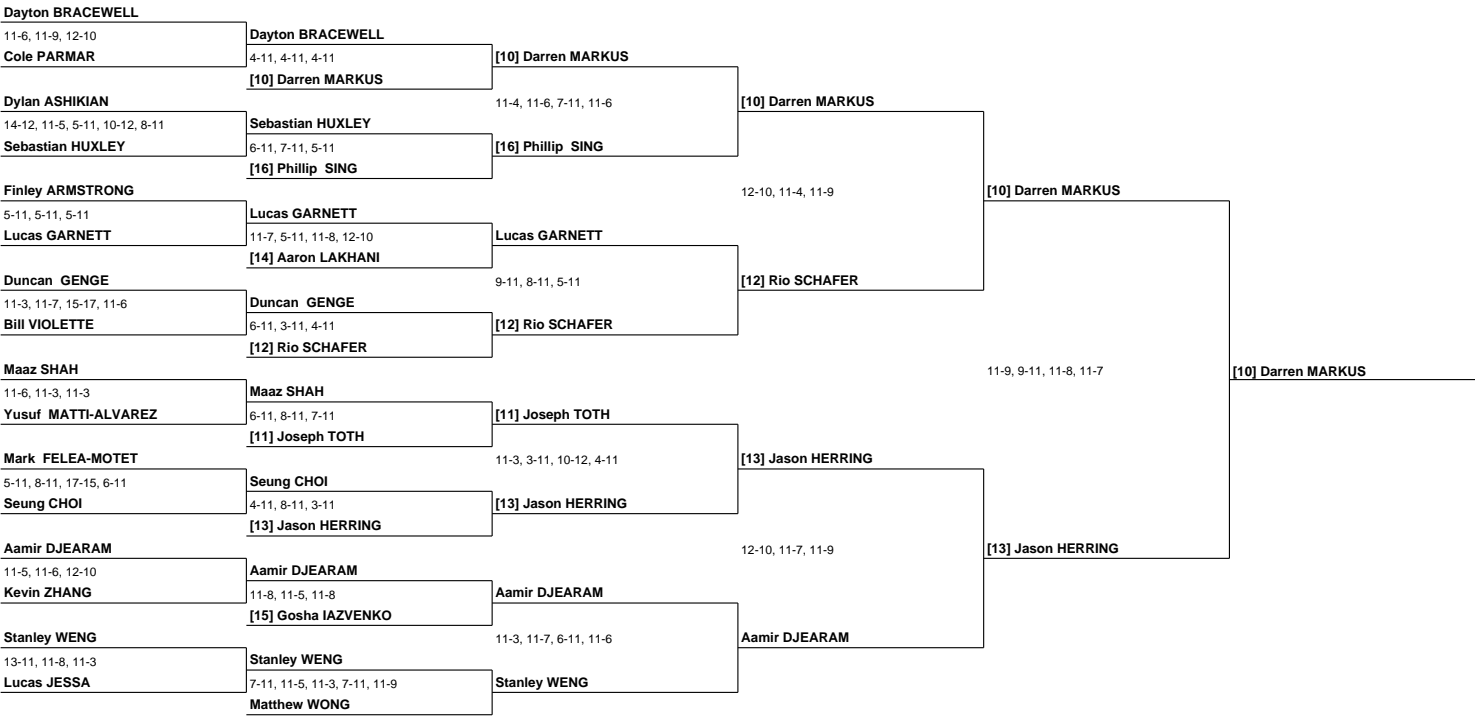 Dayton BRACEWELL
11-6, 11-9, 12-10
Cole PARMAR
Dylan ASHIKIAN
14-12, 11-5, 5-11, 10-12, 8-11
Sebastian HUXLEY
Finley ARMSTRONG
5-11, 5-11, 5-11
Lucas GARNETT
Duncan GENGE
11-3, 11-7, 15-17, 11-6
Bill VIOLETTE
Maaz SHAH
11-6, 11-3, 11-3
Yusuf MATTI-ALVAREZ
Mark FELEA-MOTET
5-11, 8-11, 17-15, 6-11
Seung CHOI
Aamir DJEARAM
11-5, 11-6, 12-10
Kevin ZHANG
Stanley WENG
13-11, 11-8, 11-3
Lucas JESSA
Dayton BRACEWELL
4-11, 4-11, 4-11
[10] Darren MARKUS
Sebastian HUXLEY
6-11, 7-11, 5-11
[16] Phillip SING
Lucas GARNETT
11-7, 5-11, 11-8, 12-10
[14] Aaron LAKHANI
Duncan GENGE
6-11, 3-11, 4-11
[12] Rio SCHAFER
Maaz SHAH
6-11, 8-11, 7-11
[11] Joseph TOTH
Seung CHOI
4-11, 8-11, 3-11
[13] Jason HERRING
Aamir DJEARAM
11-8, 11-5, 11-8
[15] Gosha IAZVENKO
Stanley WENG
7-11, 11-5, 11-3, 7-11, 11-9
Matthew WONG
[10] Darren MARKUS
11-4, 11-6, 7-11, 11-6
[16] Phillip SING
Lucas GARNETT
9-11, 8-11, 5-11
[12] Rio SCHAFER
[11] Joseph TOTH
11-3, 3-11, 10-12, 4-11
[13] Jason HERRING
Aamir DJEARAM
11-3, 11-7, 6-11, 11-6
Stanley WENG
[10] Darren MARKUS
12-10, 11-4, 11-9
[12] Rio SCHAFER
[13] Jason HERRING
12-10, 11-7, 11-9
Aamir DJEARAM
[10] Darren MARKUS
11-9, 9-11, 11-8, 11-7
[13] Jason HERRING
[10] Darren MARKUS